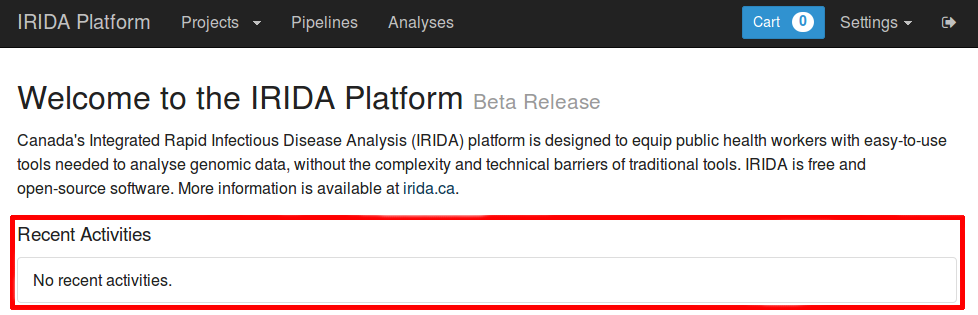 IRIDA Platform Projects Pipelines Analyses Cart 0 Settings
Welcome to the IRIDA Platform Beta Release
Canada's Integrated Rapid Infectious Disease Analysis (IRIDA) platform is designed to equip public health workers with easy-to-use
tools needed to analyse genomic data, without the complexity and technical barriers of traditional tools. IRIDA is free and
open-source software. More information is available at irida.ca.
Recent Activities
No recent activities.